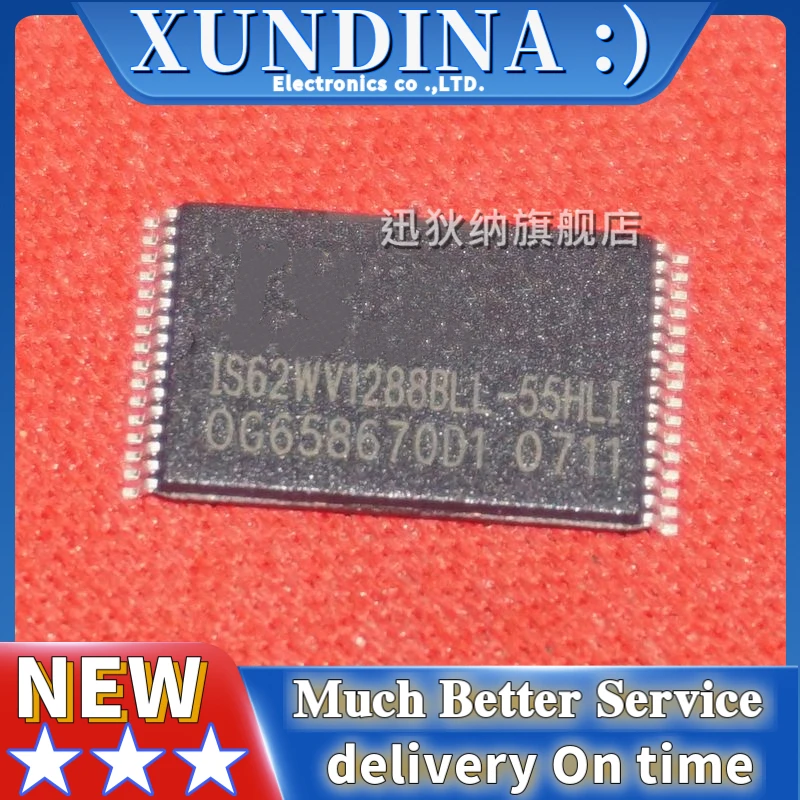 XUNDINA :)
Electronics co .,LTD.
迅狄纳旗舰店
IS62WV1288BLL-55HLI
OG658670D1 0711
NEW
Much Better Service
delivery On time